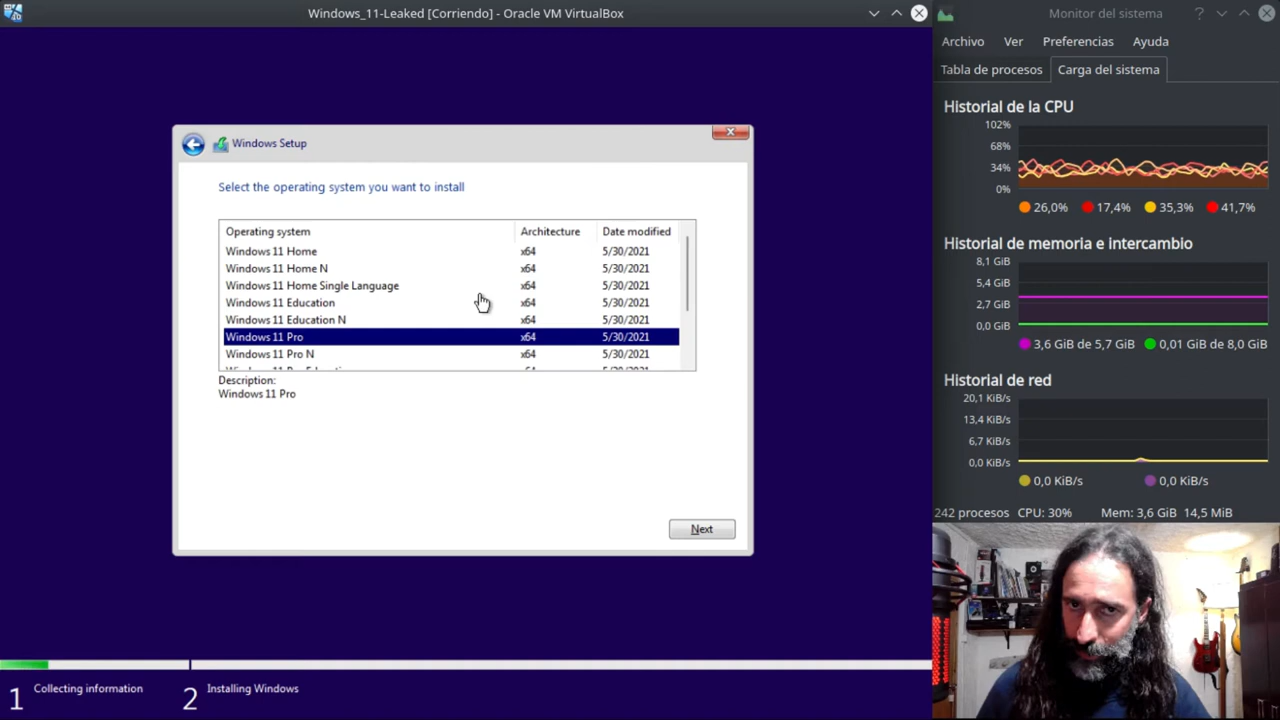 Windows_11-Leaked [Corriendo] - Oracle VM VirtualBox
Windows Setup
Select the operating system you want to install
Operating system Architecture Date modified
Windows 11 Home x64 5/30/2021
Windows 11 Home N x64 5/30/2021
Windows 11 Home Single Language x64 5/30/2021
Windows 11 Education x64 5/30/2021
Windows 11 Education N x64 5/30/2021
Windows 11 Pro x64 5/30/2021
Windows 11 Pro N x64 5/30/2021
Description:
Windows 11 Pro
Next
1 Collecting information
2 Installing Windows
Monitor del sistema
Archivo Ver Preferencias Ayuda
Tabla de procesos Carga del sistema
Historial de la CPU
102%
68%
34%
0%
26,0% 17,4% 35,3% 41,7%
Historial de memoria e intercambio
8,1 GiB
5,4 GiB
2,7 GiB
0,0 GiB
3,6 GiB de 5,7 GiB 0,01 GiB de 8,0 GiB
Historial de red
20,1 KiB/s
13,4 KiB/s
6,7 KiB/s
0,0 KiB/s
0,0 KiB/s 0,0 KiB/s
242 procesos CPU: 30% Mem: 3,6 GiB 14,5 MiB